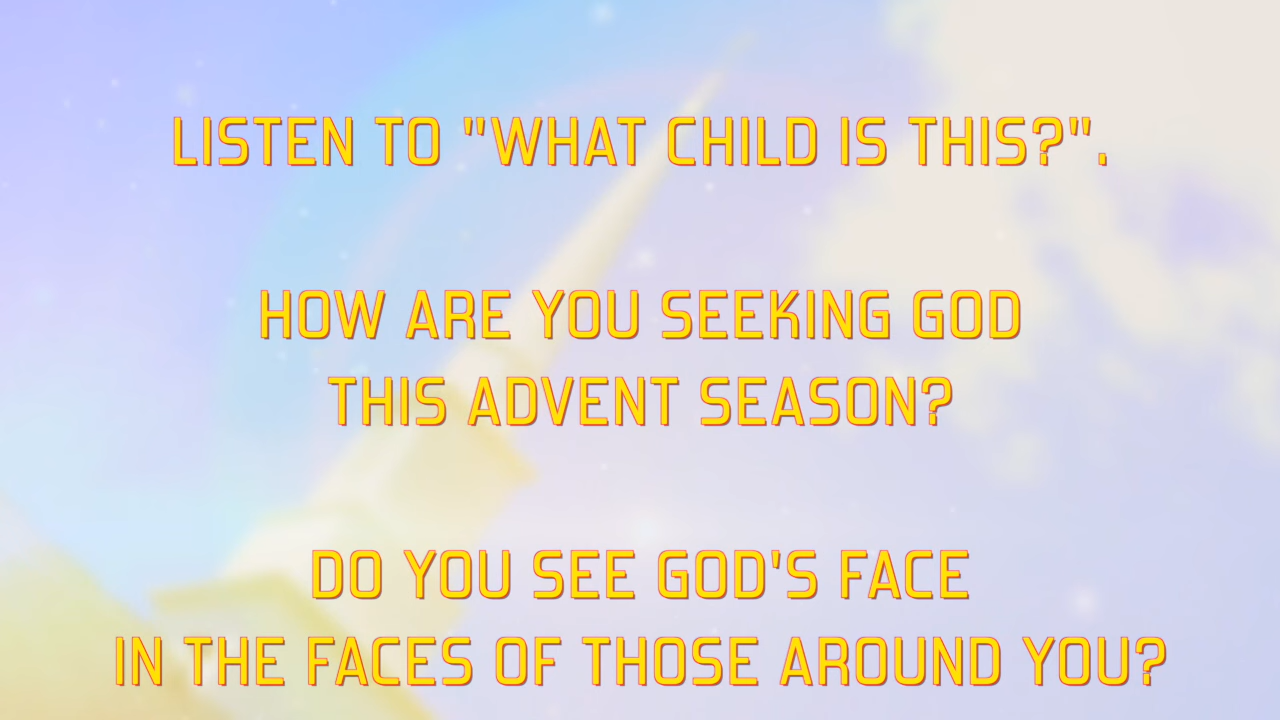 LISTEN TO "WHAT CHILD IS THIS?".
HOW ARE YOU SEEKING GOD
THIS ADVENT SEASON?
DO YOU SEE GOD'S FACE
IN THE FACES OF THOSE AROUND YOU?